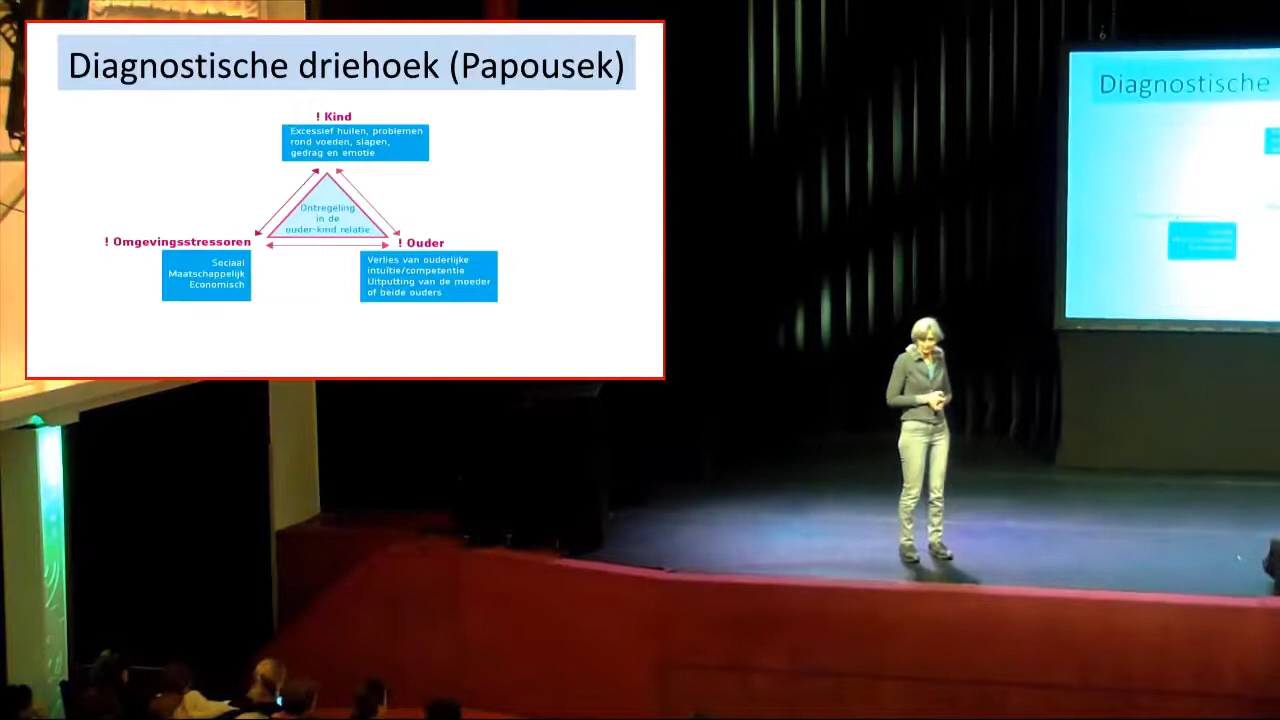 Diagnostische driehoek (Papousek)
! Kind
Excessief huilen, problemen
rond voeden, slapen,
gedrag en emotie
Ontregeling
in de
ouder-kind relatie
! Omgevingsstressoren
Sociaal
Maatschappelijk
Economisch
! Ouder
Verlies van ouderlijke
intuïtie/competentie
Uitputting van de moeder
of beide ouders
Diagnostische